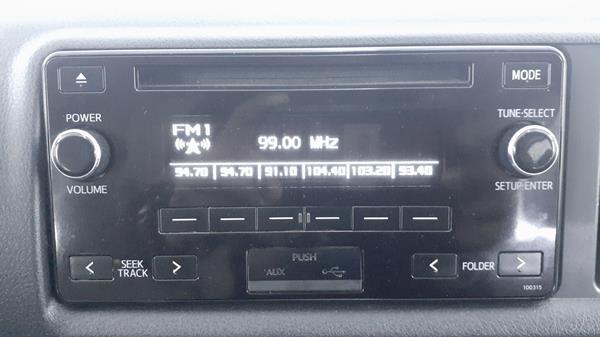 MODE
POWER
VOLUME
FM1
99.00 MHz
94.70 94.70 91.10 104.40 103.20 93.40
TUNE·SELECT
SETUP·ENTER
SEEK
TRACK
PUSH
AUX
FOLDER
100315